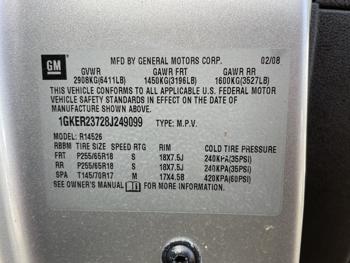 GM
MFD BY GENERAL MOTORS CORP. 02/08
GVWR GAWR FRT GAWR RR
2908KG(6411LB) 1450KG(3196LB) 1600KG(3527LB)
THIS VEHICLE CONFORMS TO ALL APPLICABLE U.S. FEDERAL
VEHICLE SAFETY STANDARDS IN EFFECT ON THE DATE OF
MANUFACTURE SHOWN ABOVE.
1GKER23728J249099 TYPE: M.P.V.
MODEL: R14526
RBBM TIRE SIZE SPEED RTG RIM COLD TIRE PRESSURE
FRT P255/65R18 S 18X7.5J 240KPA(35PSI)
RR P255/65R18 S 18X7.5J 240KPA(35PSI)
SPA T145/70R17 M 17X4.5B 420KPA(60PSI)
SEE OWNER'S MANUAL FOR MORE INFORMATION.